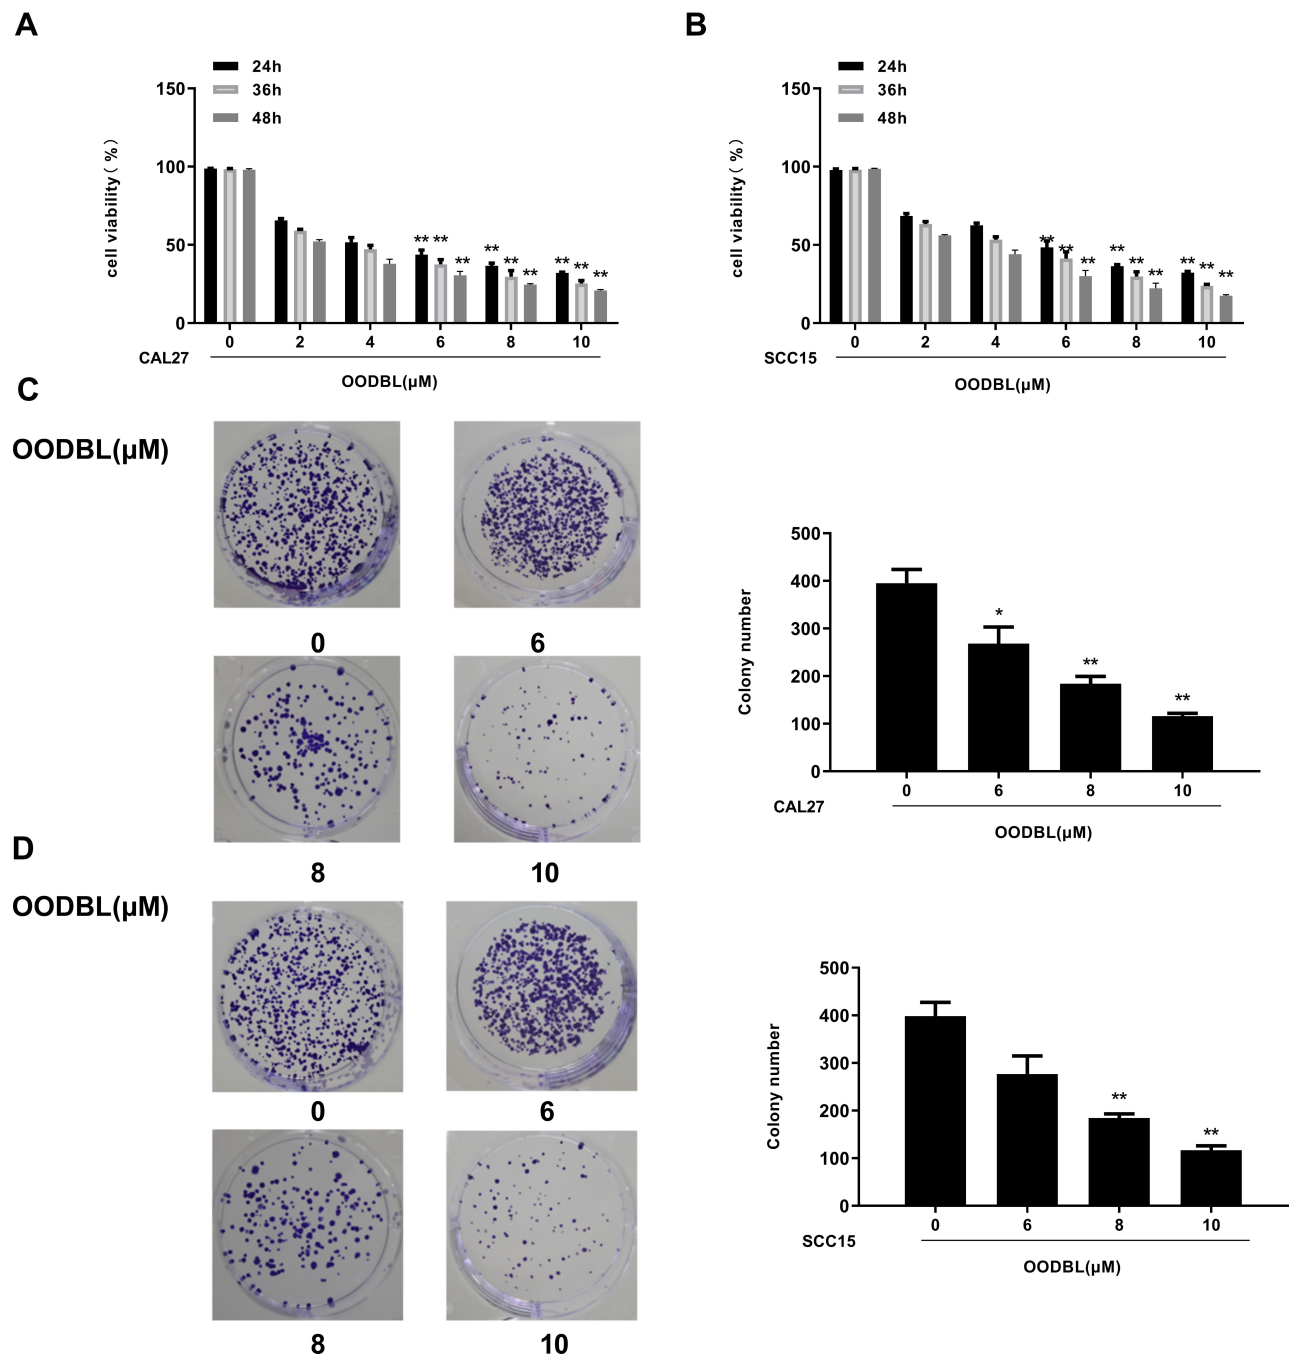 A
24h
36h
48h
cell viability（%）
150
100
50
0
** ** ** ** ** ** ** ** **
0 2 4 6 8 10
CAL27
OODBL(μM)
B
24h
36h
48h
cell viability（%）
150
100
50
0
** ** ** ** ** ** ** ** **
0 2 4 6 8 10
SCC15
OODBL(μM)
C
OODBL(μM)
0 6
8 10
Colony number
500
400
300
200
100
0
* ** **
0 6 8 10
CAL27
OODBL(μM)
D
OODBL(μM)
0 6
8 10
Colony number
500
400
300
200
100
0
** **
0 6 8 10
SCC15
OODBL(μM)